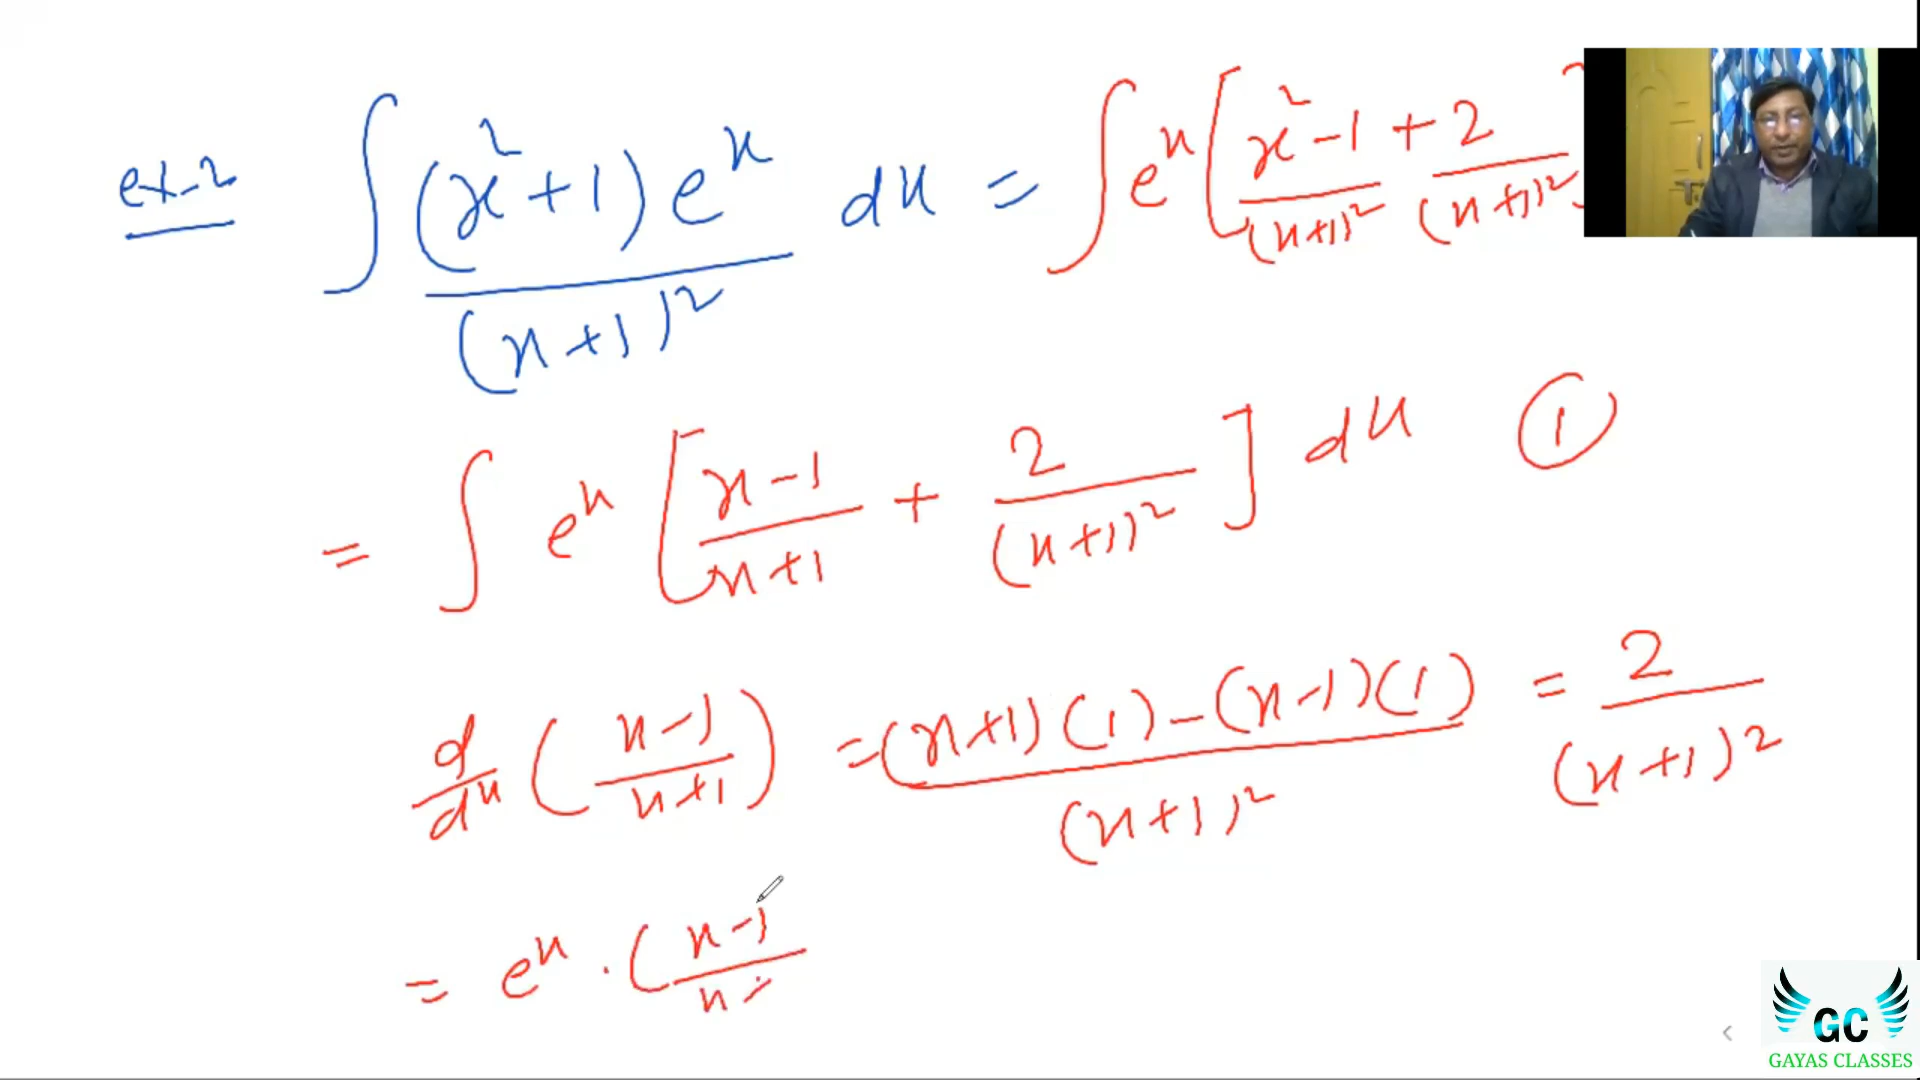 ex-2 ∫ (x²+1)eˣ / (x+1)² dx = ∫eˣ[ x²-1 / (x+1)² + 2 / (x+1)²
= ∫ eˣ [ x-1 / x+1 + 2 / (x+1)² ] dx ①
d/dx ( x-1 / x+1 ) = (x+1)(1)-(x-1)(1) / (x+1)² = 2 / (x+1)²
= eˣ . ( x-1 / x
GC
GAYAS CLASSES